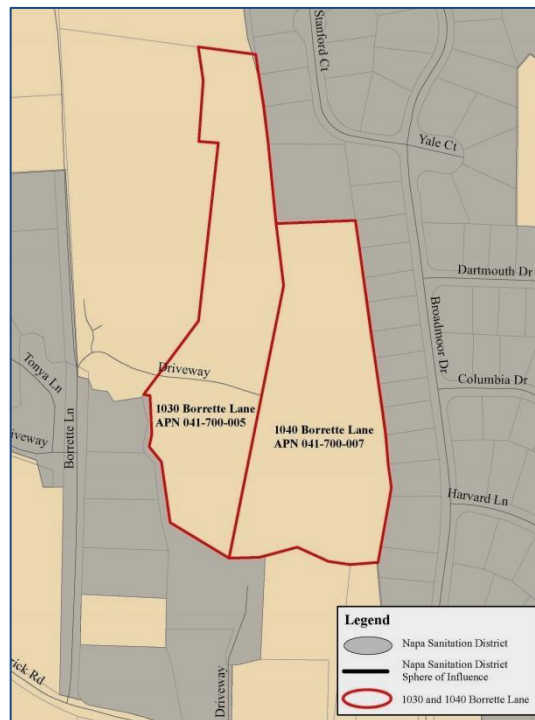 Stanford Ct
Yale Ct
Dartmouth Dr
Broadmoor Dr
Columbia Dr
Harvard Ln
Driveway
Tonya Ln
Borrette Ln
1030 Borrette Lane
APN 041-700-005
1040 Borrette Lane
APN 041-700-007
Driveway
Legend
Napa Sanitation District
Napa Sanitation District
Sphere of Influence
1030 and 1040 Borrette Lane